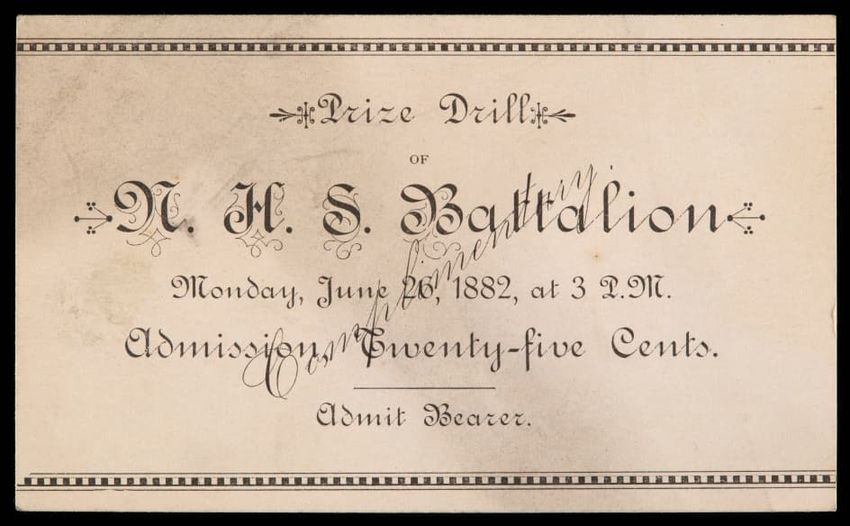 Prize Drill
OF
N. H. S. Battalion
Monday, June 26, 1882, at 3 P.M.
Admission, Twenty-five Cents.
Admit Bearer.
Complimentary.